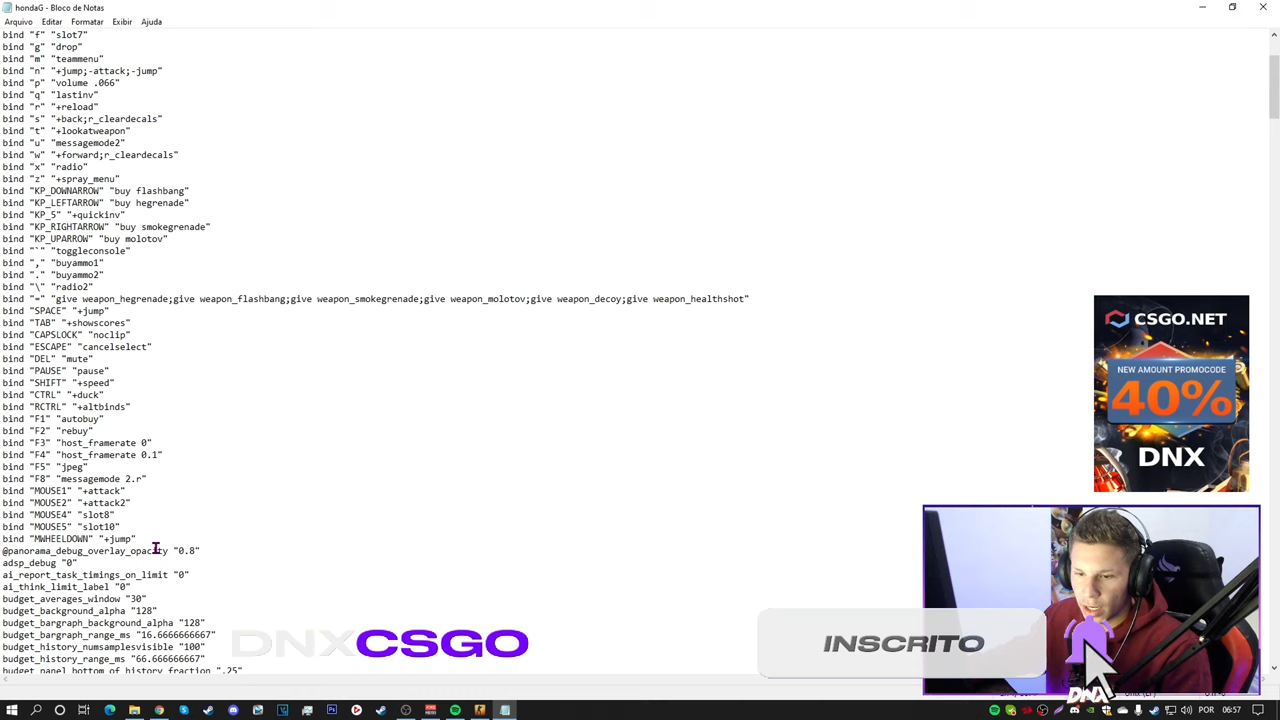 hondaG - Bloco de Notas
Arquivo Editar Formatar Exibir Ajuda
bind "f" "slot7"
bind "g" "drop"
bind "m" "teammenu"
bind "n" "+jump;-attack;-jump"
bind "p" "volume .066"
bind "q" "lastinv"
bind "r" "+reload"
bind "s" "+back;r_cleardecals"
bind "t" "+lookatweapon"
bind "u" "messagemode2"
bind "w" "+forward;r_cleardecals"
bind "x" "radio"
bind "z" "+spray_menu"
bind "KP_DOWNARROW" "buy flashbang"
bind "KP_LEFTARROW" "buy hegrenade"
bind "KP_5" "+quickinv"
bind "KP_RIGHTARROW" "buy smokegrenade"
bind "KP_UPARROW" "buy molotov"
bind "`" "toggleconsole"
bind "," "buyammo1"
bind "." "buyammo2"
bind "\" "radio2"
bind "=" "give weapon_hegrenade;give weapon_flashbang;give weapon_smokegrenade;give weapon_molotov;give weapon_decoy;give weapon_healthshot"
bind "SPACE" "+jump"
bind "TAB" "+showscores"
bind "CAPSLOCK" "noclip"
bind "ESCAPE" "cancelselect"
bind "DEL" "mute"
bind "PAUSE" "pause"
bind "SHIFT" "+speed"
bind "CTRL" "+duck"
bind "RCTRL" "+altbinds"
bind "F1" "autobuy"
bind "F2" "rebuy"
bind "F3" "host_framerate 0"
bind "F4" "host_framerate 0.1"
bind "F5" "jpeg"
bind "F8" "messagemode 2.r"
bind "MOUSE1" "+attack"
bind "MOUSE2" "+attack2"
bind "MOUSE4" "slot8"
bind "MOUSE5" "slot10"
bind "MWHEELDOWN" "+jump"
@panorama_debug_overlay_opacity "0.8"
adsp_debug "0"
ai_report_task_timings_on_limit "0"
ai_think_limit_label "0"
budget_averages_window "30"
budget_background_alpha "128"
budget_bargraph_background_alpha "128"
budget_bargraph_range_ms "16.6666666667"
budget_history_numsamplesvisible "100"
budget_history_range_ms "66.666666667"
budget_panel_bottom_of_history_fraction ".25"
CSGO.NET
NEW AMOUNT PROMOCODE
40%
DNX
DNXCSGO
INSCRITO
DNX
POR 06:57